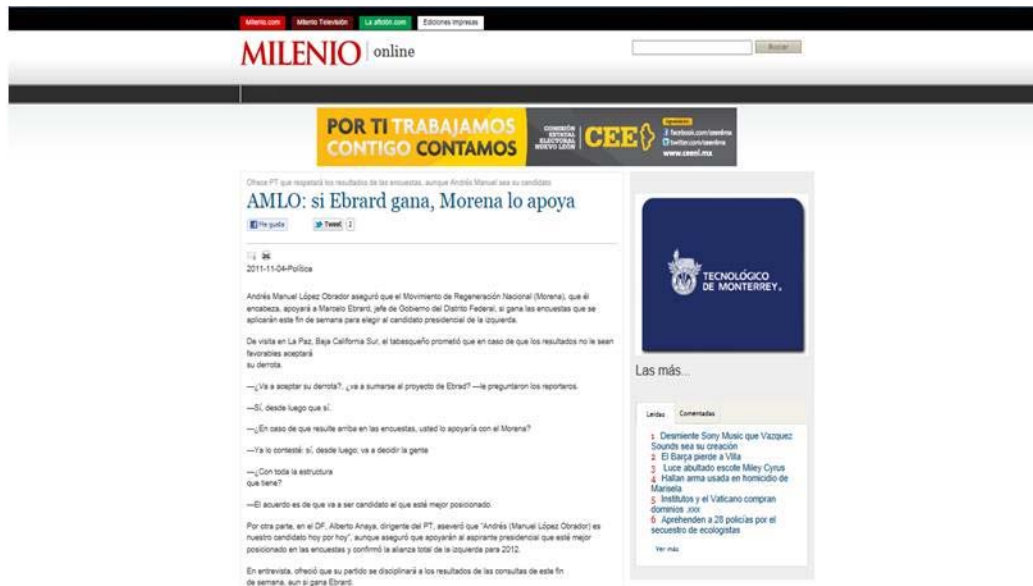 Milenio.com Milenio Televisión La afición.com Ediciones impresas
MILENIO online
Buscar
POR TI TRABAJAMOS
CONTIGO CONTAMOS
COMISIÓN
ESTATAL
ELECTORAL
NUEVO LEÓN
CEE
facebook.com/ceenlmx
twitter.com/ceenlmx
www.ceenl.mx
Ofrece PT que respetará los resultados de las encuestas, aunque Andrés Manuel sea su candidato
AMLO: si Ebrard gana, Morena lo apoya
Me gusta Tweet 2
2011-11-04•Política
Andrés Manuel López Obrador aseguró que el Movimiento de Regeneración Nacional (Morena), que él
encabeza, apoyará a Marcelo Ebrard, jefe de Gobierno del Distrito Federal, si gana las encuestas que se
aplicarán este fin de semana para elegir al candidato presidencial de la izquierda.
De visita en La Paz, Baja California Sur, el tabasqueño prometió que en caso de que los resultados no le sean
favorables aceptará
su derrota.
—¿Va a aceptar su derrota?, ¿va a sumarse al proyecto de Ebrad? —le preguntaron los reporteros.
—Sí, desde luego que sí.
—¿En caso de que resulte arriba en las encuestas, usted lo apoyaría con el Morena?
—Ya lo contesté: sí, desde luego; va a decidir la gente
—¿Con toda la estructura
que tiene?
—El acuerdo es de que va a ser candidato el que esté mejor posicionado.
Por otra parte, en el DF, Alberto Anaya, dirigente del PT, aseveró que "Andrés (Manuel López Obrador) es
nuestro candidato hoy por hoy", aunque aseguró que apoyarán al aspirante presidencial que esté mejor
posicionado en las encuestas y confirmó la alianza total de la izquierda para 2012.
En entrevista, ofreció que su partido se disciplinará a los resultados de las consultas de este fin
de semana, aun si gana Ebrard.
TECNOLÓGICO
DE MONTERREY.
Las más...
Leídas Comentadas
1 Desmiente Sony Music que Vazquez
Sounds sea su creación
2 El Barça pierde a Villa
3 Luce abultado escote Miley Cyrus
4 Hallan arma usada en homicidio de
Marisela
5 Institutos y el Vaticano compran
dominios .xxx
6 Aprehenden a 28 policías por el
secuestro de ecologistas
Ver más